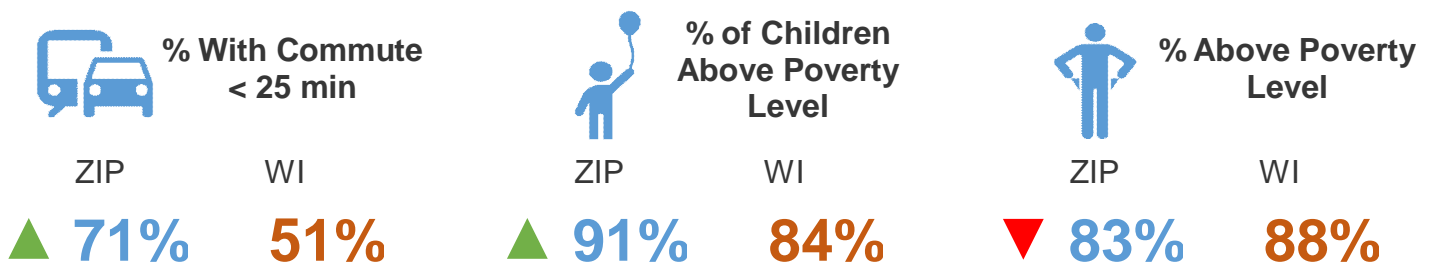 % With Commute
< 25 min
ZIP WI
71% 51%
% of Children
Above Poverty
Level
ZIP WI
91% 84%
% Above Poverty
Level
ZIP WI
83% 88%